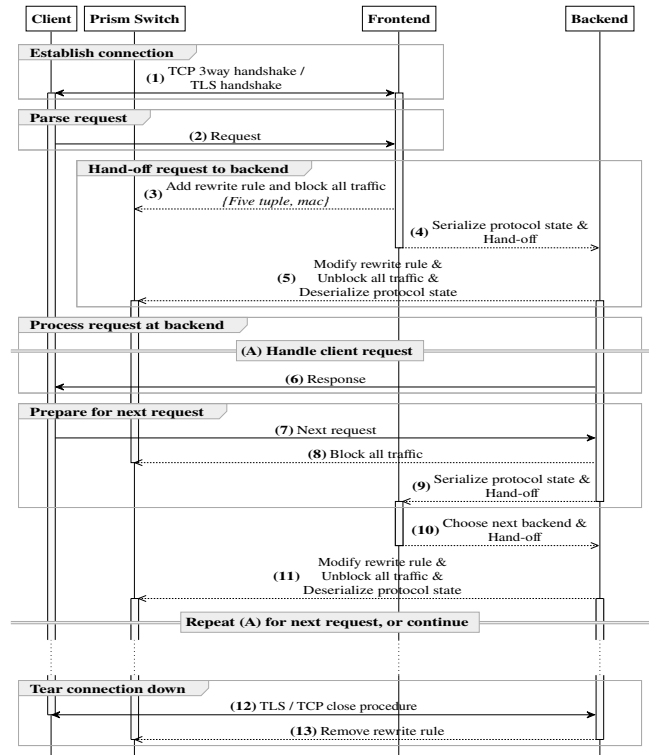 Client Prism Switch Frontend Backend
Establish connection
(1) TCP 3way handshake /
TLS handshake
Parse request
(2) Request
Hand-off request to backend
(3) Add rewrite rule and block all traffic
{Five tuple, mac}
(4) Serialize protocol state &
Hand-off
(5) Modify rewrite rule &
Unblock all traffic &
Deserialize protocol state
Process request at backend
(A) Handle client request
(6) Response
Prepare for next request
(7) Next request
(8) Block all traffic
(9) Serialize protocol state &
Hand-off
(10) Choose next backend &
Hand-off
(11) Modify rewrite rule &
Unblock all traffic &
Deserialize protocol state
Repeat (A) for next request, or continue
Tear connection down
(12) TLS / TCP close procedure
(13) Remove rewrite rule